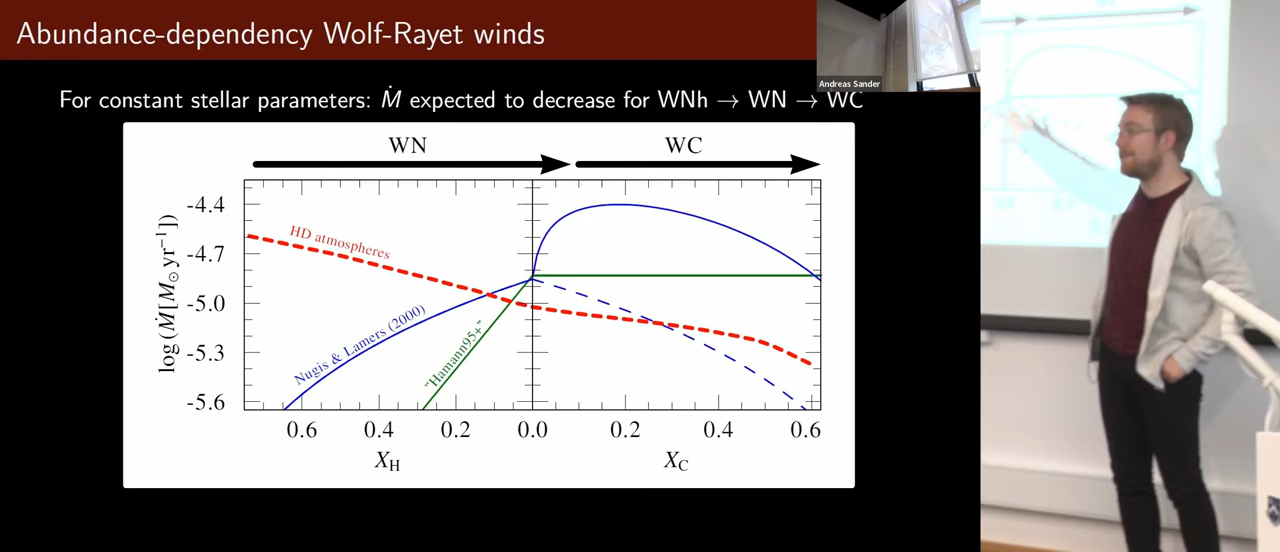 Abundance-dependency Wolf-Rayet winds
Andreas Sander
For constant stellar parameters: Ṁ expected to decrease for WNh → WN → WC
WN
WC
log (Ṁ [M☉ yr⁻¹])
-4.4
-4.7
-5.0
-5.3
-5.6
HD atmospheres
Nugis & Lamers (2000)
"Hamann95+"
0.6 0.4 0.2 0.0 0.2 0.4 0.6
X_H
X_C